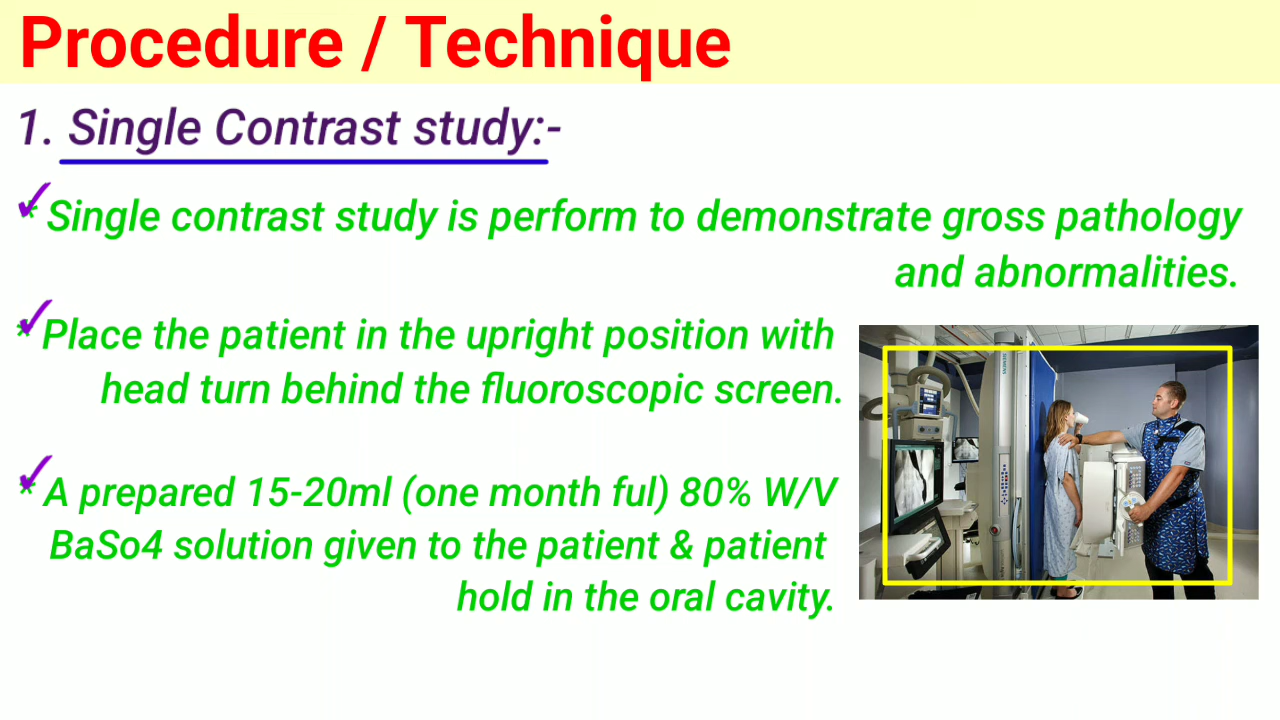 Procedure / Technique
1. Single Contrast study:-
* Single contrast study is perform to demonstrate gross pathology
and abnormalities.
* Place the patient in the upright position with
head turn behind the fluoroscopic screen.
* A prepared 15-20ml (one month ful) 80% W/V
BaSo4 solution given to the patient & patient
hold in the oral cavity.
SIEMENS